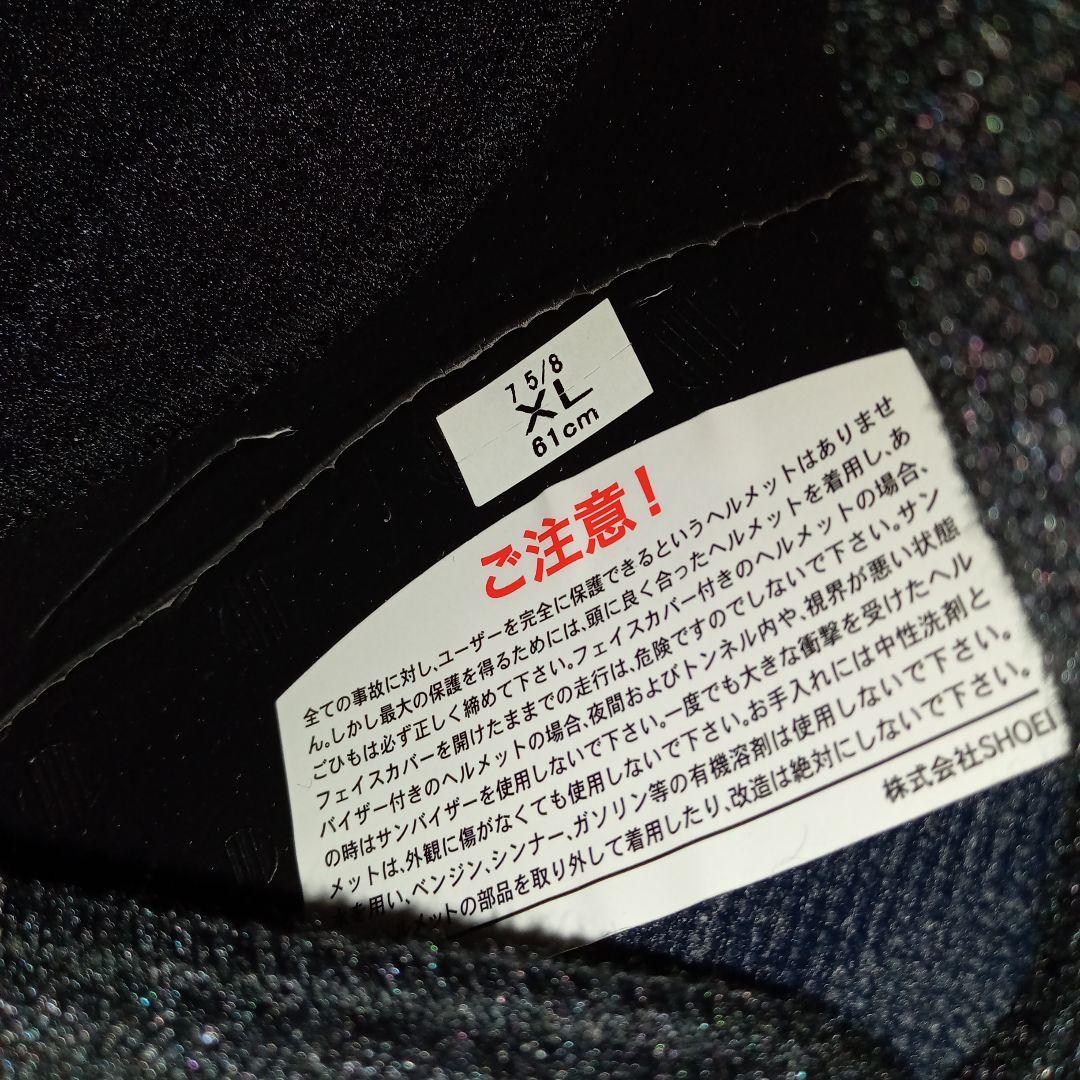 7 5/8
XL
61cm
ご注意!
全ての事故に対し、ユーザーを完全に保護できるというヘルメットはありませ
ん。しかし最大の保護を得るためには、頭に良く合ったヘルメットを着用し、あ
ごひもは必ず正しく締めて下さい。フェイスカバー付きのヘルメットの場合、
フェイスカバーを開けたままでの走行は、危険ですのでしないで下さい。サン
バイザー付きのヘルメットの場合、夜間およびトンネル内や、視界が悪い状態
の時はサンバイザーを使用しないで下さい。一度でも大きな衝撃を受けたヘル
メットは、外観に傷がなくても使用しないで下さい。お手入れには中性洗剤と
水を用い、ベンジン、シンナー、ガソリン等の有機溶剤は使用しないで下さい。
ルメットの部品を取り外して着用したり、改造は絶対にしないで下さい。
株式会社SHOEI